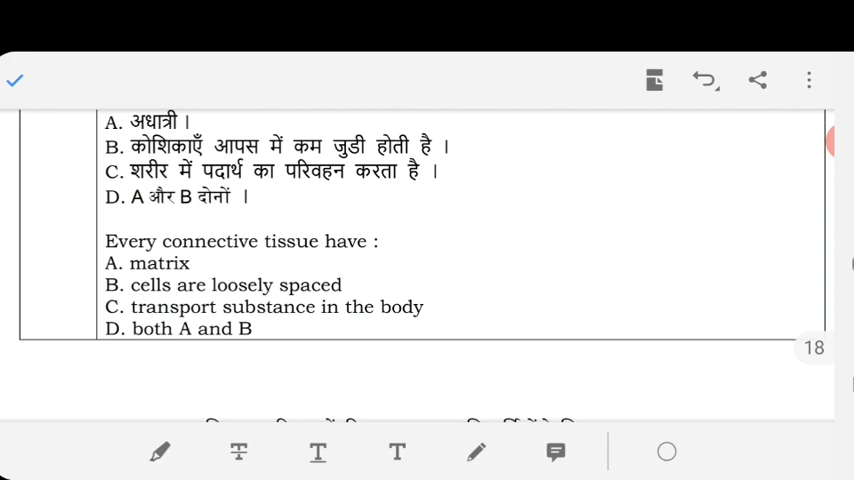 A. अधात्री ।
B. कोशिकाएँ आपस में कम जुडी होती है ।
C. शरीर में पदार्थ का परिवहन करता है ।
D. A और B दोनों ।
Every connective tissue have :
A. matrix
B. cells are loosely spaced
C. transport substance in the body
D. both A and B
18